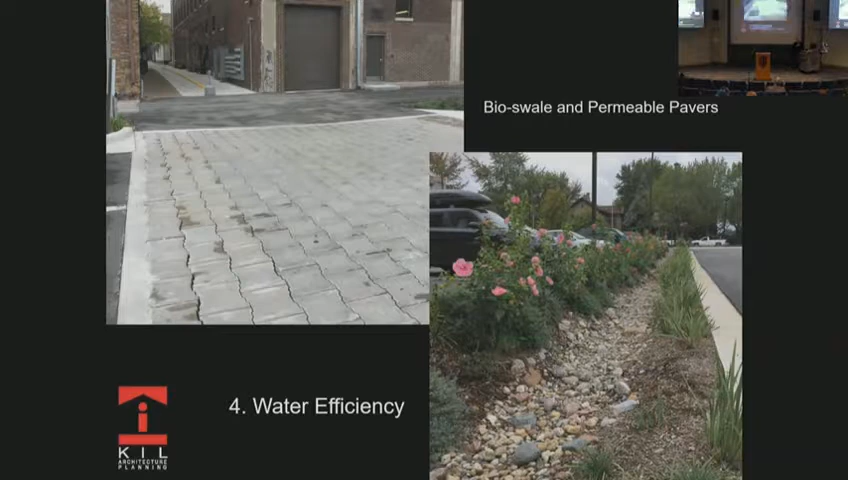 Bio-swale and Permeable Pavers
4. Water Efficiency
KIL
ARCHITECTURE
PLANNING